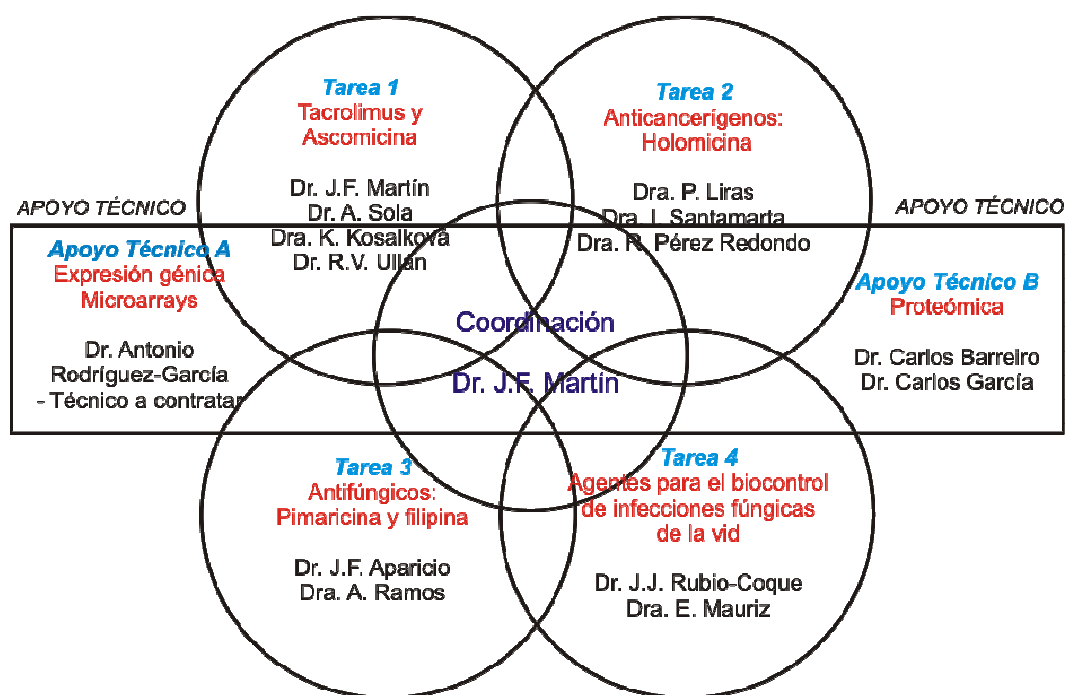 Tarea 1
Tacrolimus y
Ascomicina
Dr. J.F. Martín
Dr. A. Sola
Dra. K. Kosalková
Dr. R.V. Ullán
Tarea 2
Anticancerígenos:
Holomicina
Dra. P. Liras
Dra. I. Santamarta
Dra. R. Pérez Redondo
APOYO TÉCNICO
APOYO TÉCNICO
Apoyo Técnico A
Expresión génica
Microarrays
Dr. Antonio
Rodríguez-García
- Técnico a contratar
Coordinación
Dr. J.F. Martín
Apoyo Técnico B
Proteómica
Dr. Carlos Barreiro
Dr. Carlos García
Tarea 3
Antifúngicos:
Pimaricina y filipina
Dr. J.F. Aparicio
Dra. A. Ramos
Tarea 4
Agentes para el biocontrol
de infecciones fúngicas
de la vid
Dr. J.J. Rubio-Coque
Dra. E. Mauriz